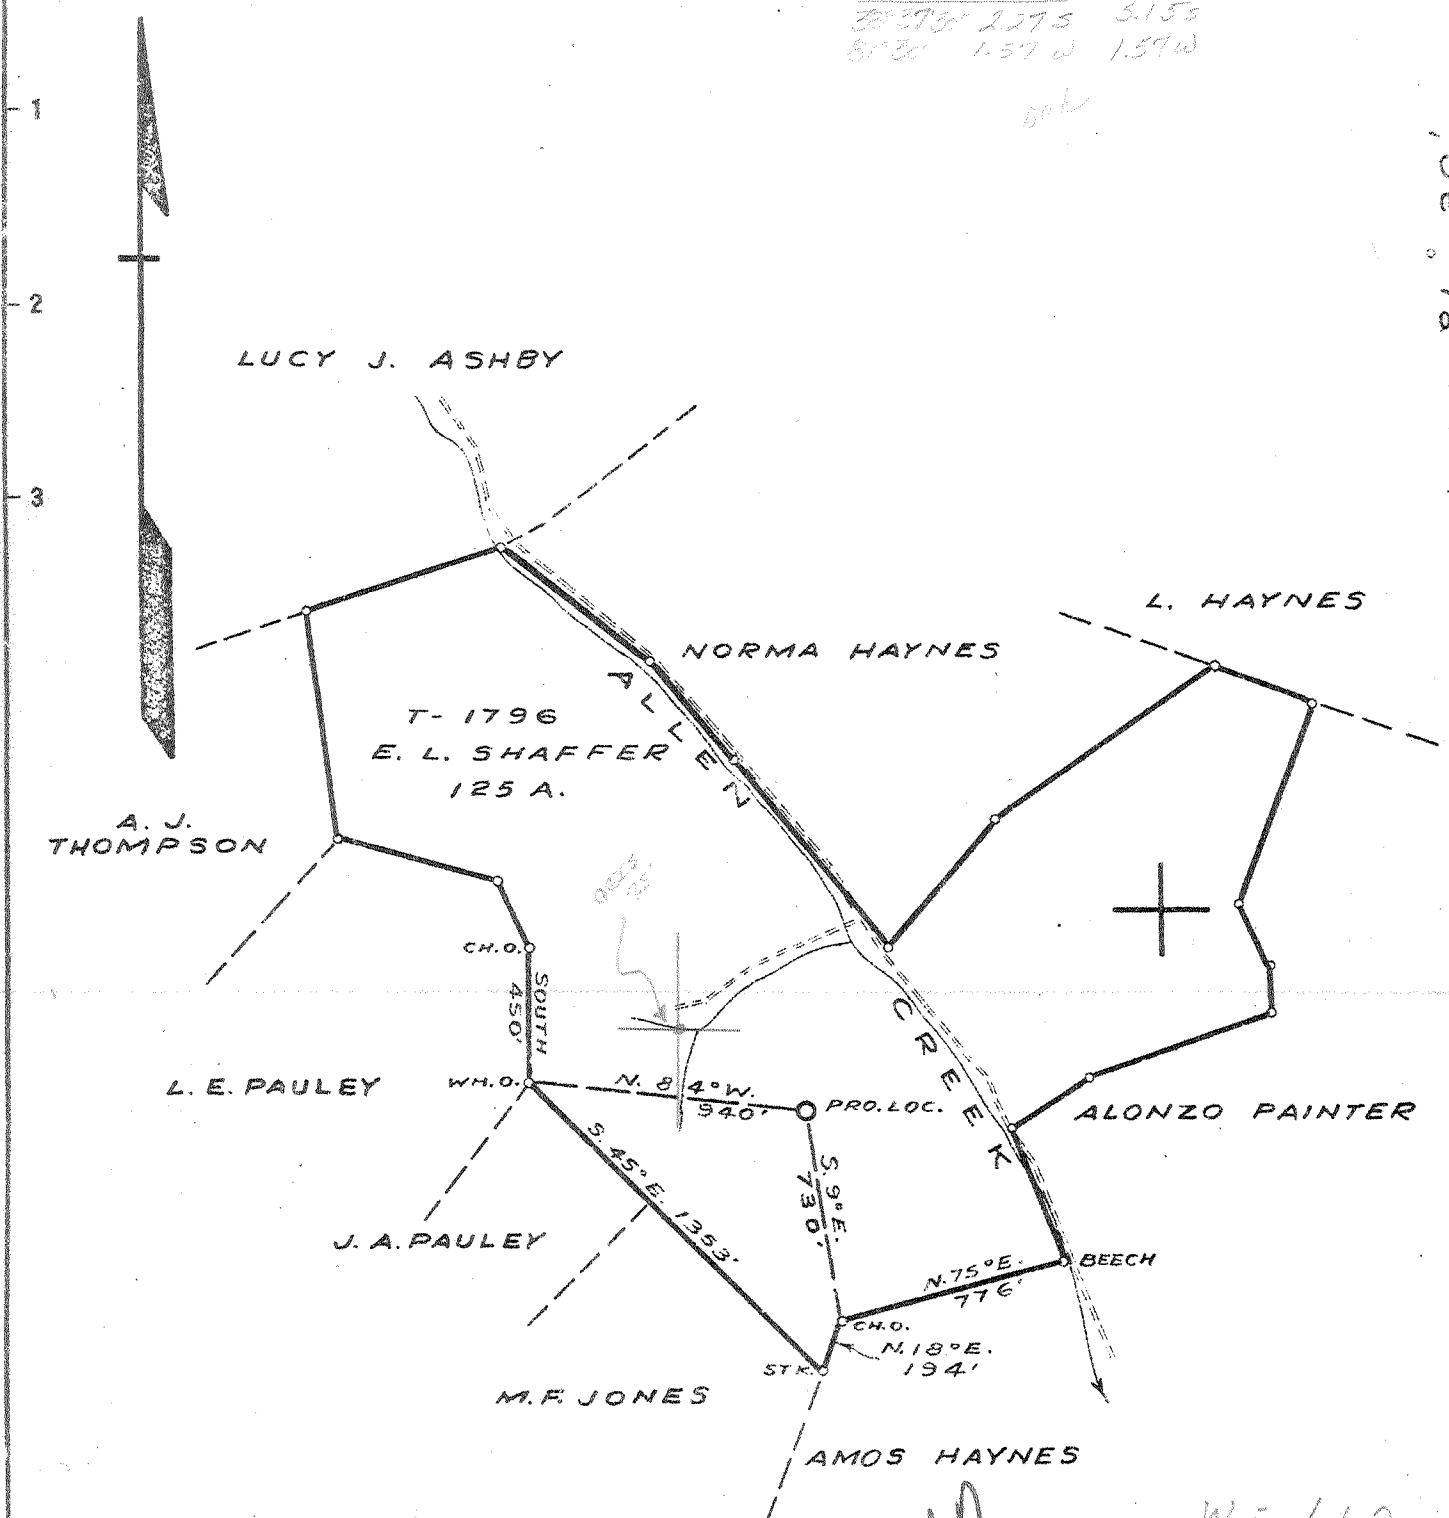 1
2
3
LUCY J. ASHBY
L. HAYNES
NORMA HAYNES
ALLEN
T- 1796
E. L. SHAFFER
125 A.
A. J.
THOMPSON
CH.O.
SOUTH
450'
CREEK
L. E. PAULEY
WH.O.
N. 84° W.
940'
PRO. LOC.
ALONZO PAINTER
S. 45° E. 1353'
S. 9° E.
730'
J. A. PAULEY
N. 75° E.
776'
BEECH
CH.O.
N. 18° E.
194'
STK.
M. F. JONES
AMOS HAYNES